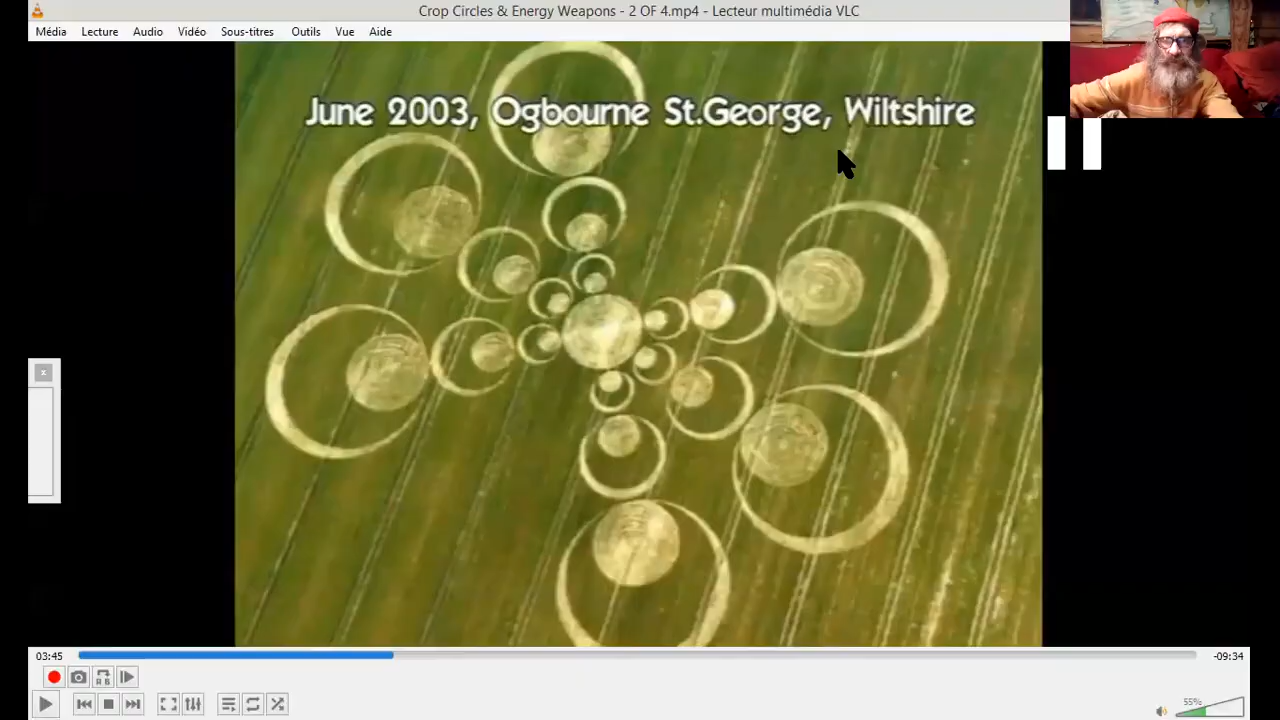 Crop Circles & Energy Weapons - 2 OF 4.mp4 - Lecteur multimédia VLC
Média Lecture Audio Vidéo Sous-titres Outils Vue Aide
June 2003, Ogbourne St.George, Wiltshire
x
03:45
-09:34
A B
55%